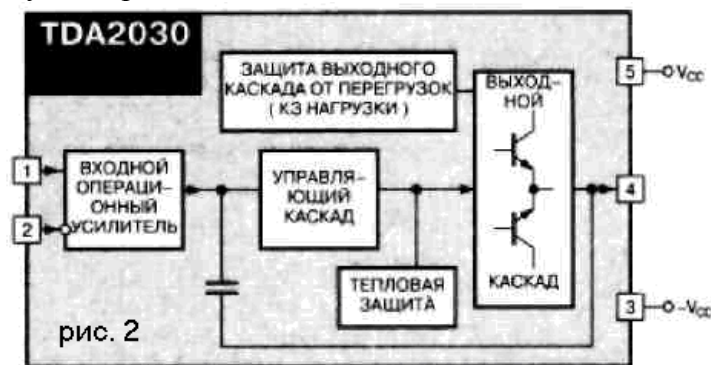 TDA2030
ЗАЩИТА ВЫХОДНОГО
КАСКАДА ОТ ПЕРЕГРУЗОК
( КЗ НАГРУЗКИ )
ВЫХОД-
НОЙ
5
Vcc
1
2
ВХОДНОЙ
ОПЕРАЦИ-
ОННЫЙ
УСИЛИТЕЛЬ
УПРАВЛЯ-
ЮЩИЙ
КАСКАД
4
ТЕПЛОВАЯ
ЗАЩИТА
КАСКАД
3
-Vcc
рис. 2